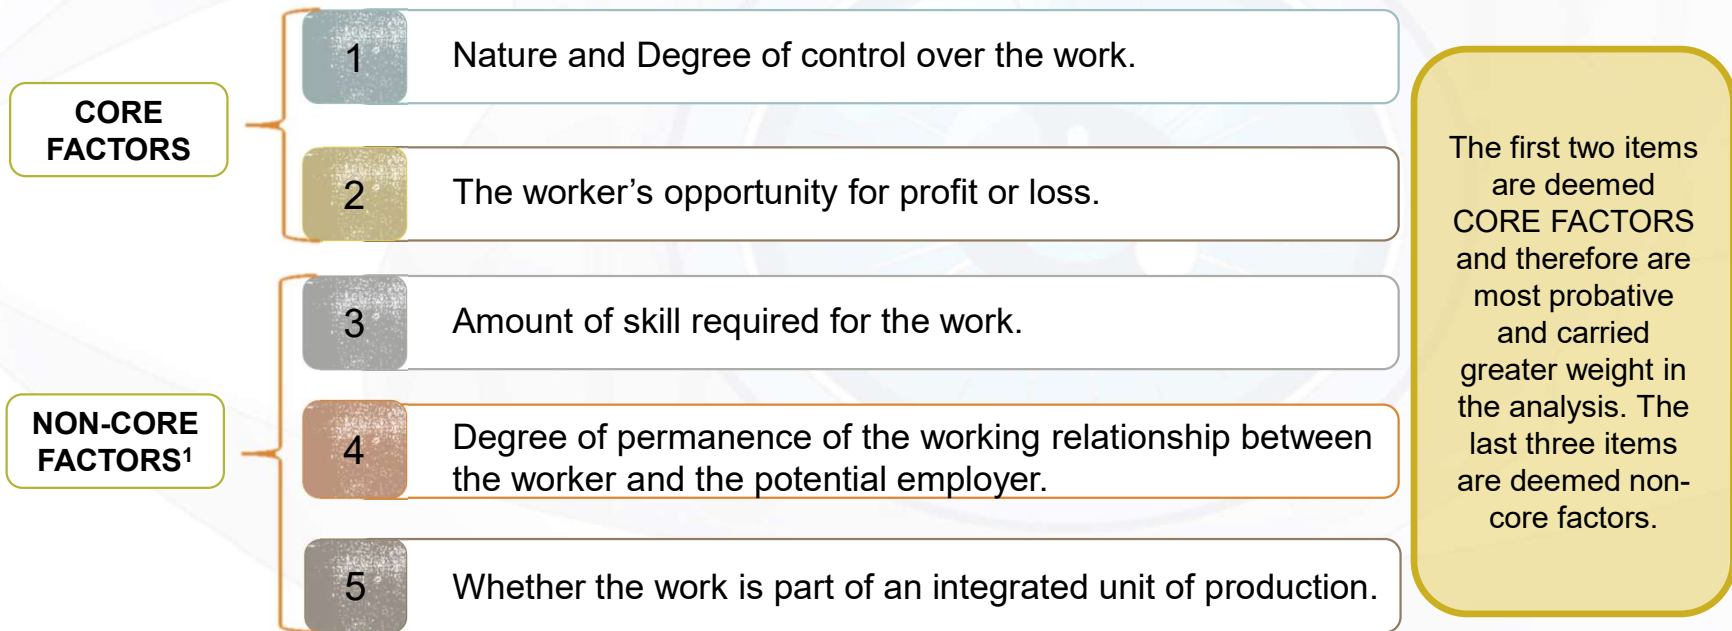 CORE
FACTORS
1
Nature and Degree of control over the work.
2
The worker’s opportunity for profit or loss.
NON-CORE
FACTORS¹
3
Amount of skill required for the work.
4
Degree of permanence of the working relationship between
the worker and the potential employer.
5
Whether the work is part of an integrated unit of production.
The first two items
are deemed
CORE FACTORS
and therefore are
most probative
and carried
greater weight in
the analysis. The
last three items
are deemed non-
core factors.